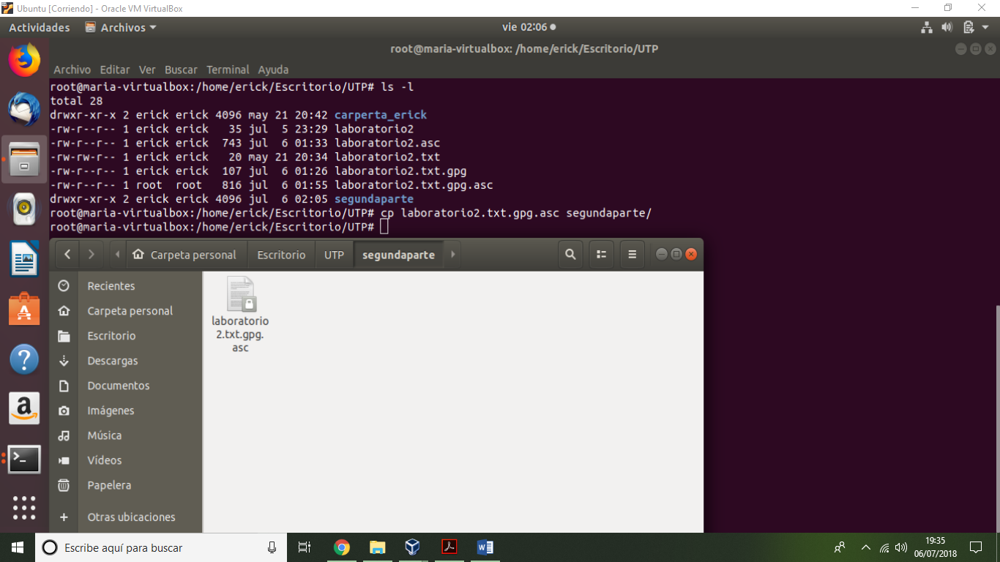 Ubuntu [Corriendo] - Oracle VM VirtualBox
Actividades Archivos vie 02:06
root@maria-virtualbox: /home/erick/Escritorio/UTP
Archivo Editar Ver Buscar Terminal Ayuda
root@maria-virtualbox:/home/erick/Escritorio/UTP# ls -l
total 28
drwxr-xr-x 2 erick erick 4096 may 21 20:42 carperta_erick
-rw-r--r-- 1 erick erick   35 jul  5 23:29 laboratorio2
-rw-r--r-- 1 erick erick  743 jul  6 01:33 laboratorio2.asc
-rw-rw-r-- 1 erick erick   20 may 21 20:34 laboratorio2.txt
-rw-r--r-- 1 erick erick  107 jul  6 01:26 laboratorio2.txt.gpg
-rw-r--r-- 1 root  root   816 jul  6 01:55 laboratorio2.txt.gpg.asc
drwxr-xr-x 2 erick erick 4096 jul  6 02:05 segundaparte
root@maria-virtualbox:/home/erick/Escritorio/UTP# cp laboratorio2.txt.gpg.asc segundaparte/
root@maria-virtualbox:/home/erick/Escritorio/UTP#
Carpeta personal Escritorio UTP segundaparte
Recientes
Carpeta personal
Escritorio
Descargas
Documentos
Imágenes
Música
Vídeos
Papelera
Otras ubicaciones
laboratorio
2.txt.gpg.
asc
Escribe aquí para buscar
19:35
06/07/2018